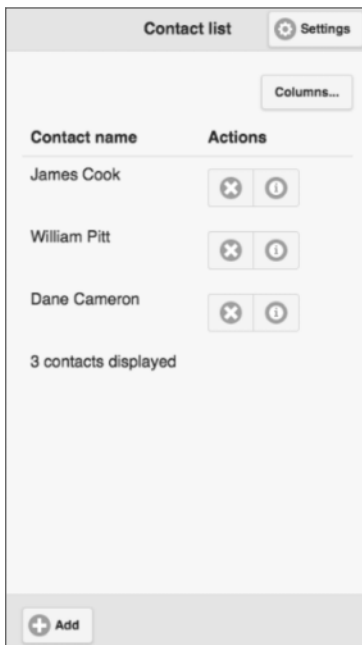 Contact list Settings
Columns...
Contact name Actions
James Cook
William Pitt
Dane Cameron
3 contacts displayed
Add